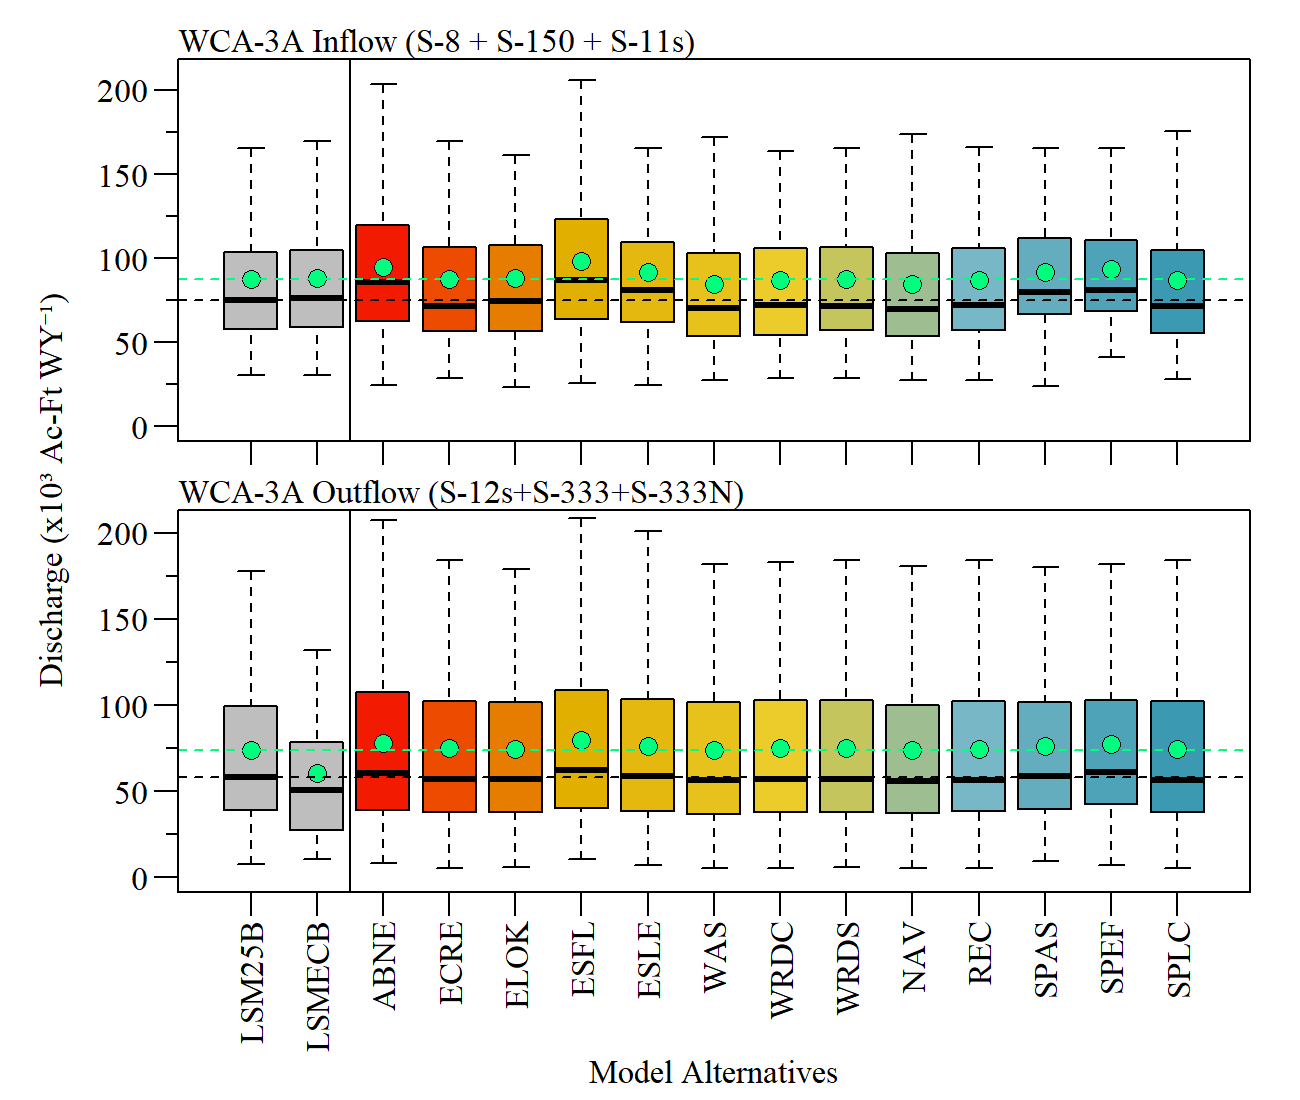 WCA-3A Inflow (S-8 + S-150 + S-11s)
200
150
100
50
0
WCA-3A Outflow (S-12s+S-333+S-333N)
200
150
100
50
0
Discharge (x10³ Ac-Ft WY⁻¹)
LSM25B
LSMECB
ABNE
ECRE
ELOK
ESFL
ESLE
WAS
WRDC
WRDS
NAV
REC
SPAS
SPEF
SPLC
Model Alternatives